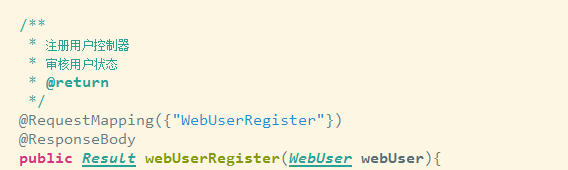 /**
 * 注册用户控制器
 * 审核用户状态
 * @return
 */
@RequestMapping({"WebUserRegister"})
@ResponseBody
public Result webUserRegister(WebUser webUser){